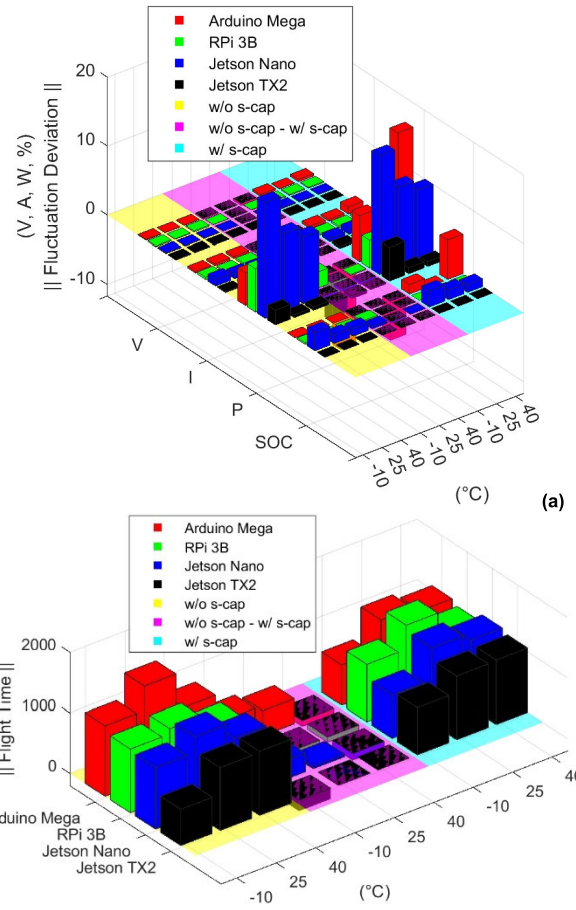 Arduino Mega
RPi 3B
Jetson Nano
Jetson TX2
w/o s-cap
w/o s-cap - w/ s-cap
w/ s-cap
20
10
0
-10
(V, A, W, %)
|| Fluctuation Deviation ||
V
I
P
SOC
-10
25
40
-10
25
40
-10
25
40
(°C)
(a)
Arduino Mega
RPi 3B
Jetson Nano
Jetson TX2
w/o s-cap
w/o s-cap - w/ s-cap
w/ s-cap
2000
1000
0
|| Flight Time ||
duino Mega
RPi 3B
Jetson Nano
Jetson TX2
-10
25
40
-10
25
40
-10
25
40
(°C)